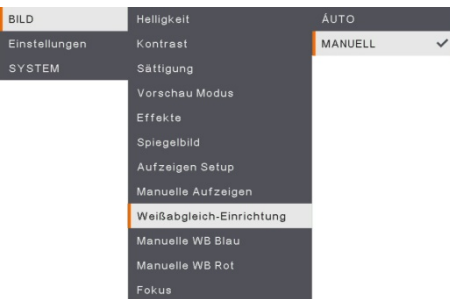 BILD
Einstellungen
SYSTEM
Helligkeit
Kontrast
Sättigung
Vorschau Modus
Effekte
Spiegelbild
Aufzeigen Setup
Manuelle Aufzeigen
Weißabgleich-Einrichtung
Manuelle WB Blau
Manuelle WB Rot
Fokus
ÁUTO
MANUELL